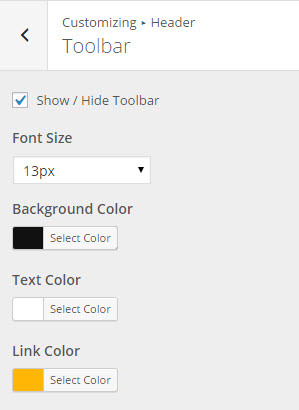 Customizing ▸ Header
Toolbar
Show / Hide Toolbar
Font Size
13px
Background Color
Select Color
Text Color
Select Color
Link Color
Select Color